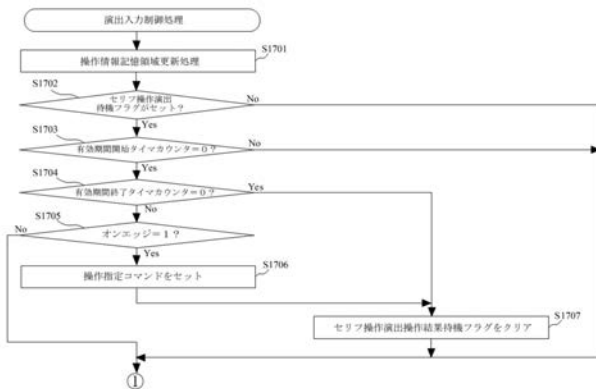 演出入力制御処理
S1701
操作情報記憶領域更新処理
S1702
セリフ操作演出
待機フラグがセット?
No
Yes
S1703
有効期間開始タイマカウンター=0?
No
Yes
S1704
有効期間終了タイマカウンター=0?
Yes
No
S1705
オンエッジ=1?
No
Yes
S1706
操作指定コマンドをセット
S1707
セリフ操作演出操作結果待機フラグをクリア
①